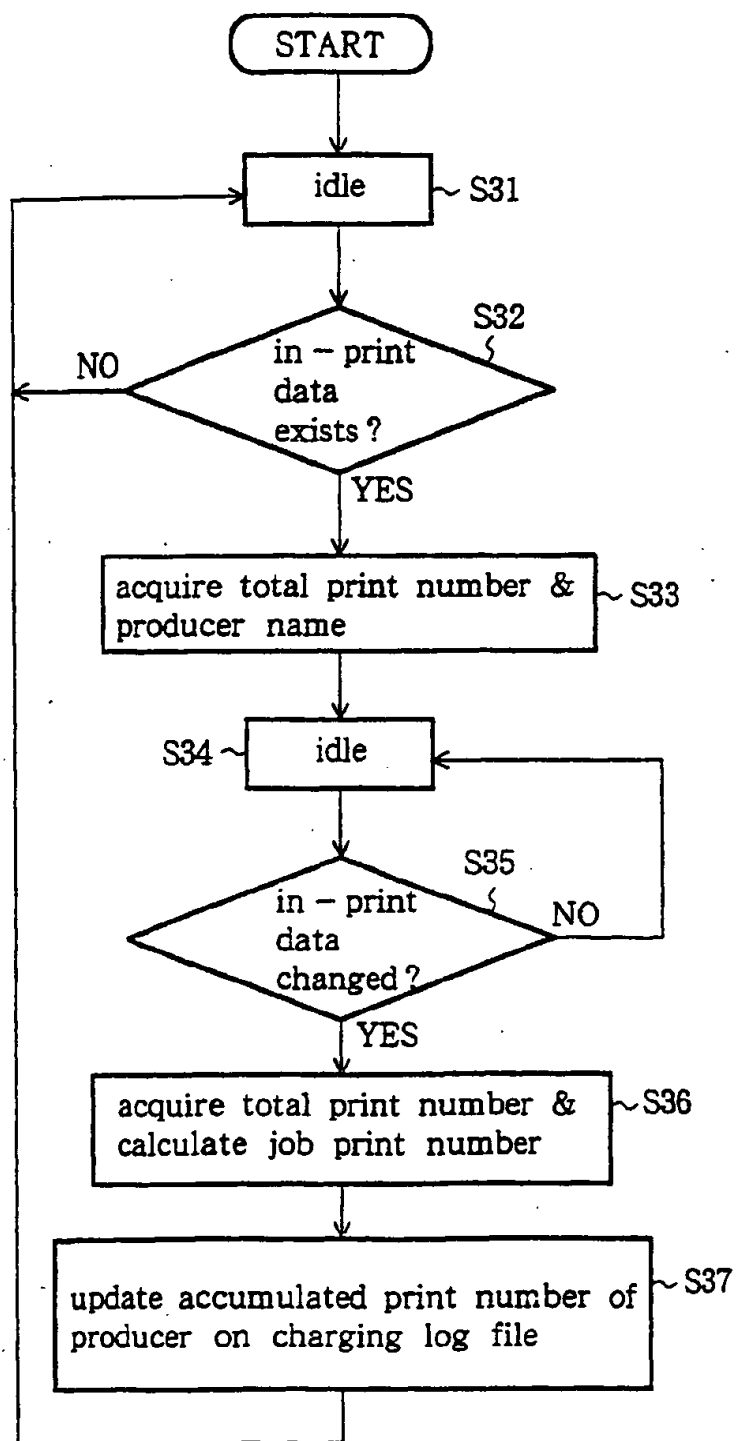 START
idle
S31
S32
in - print
data
exists ?
NO
YES
acquire total print number &
producer name
S33
S34
idle
S35
in - print
data
changed ?
NO
YES
acquire total print number &
calculate job print number
S36
update accumulated print number of
producer on charging log file
S37